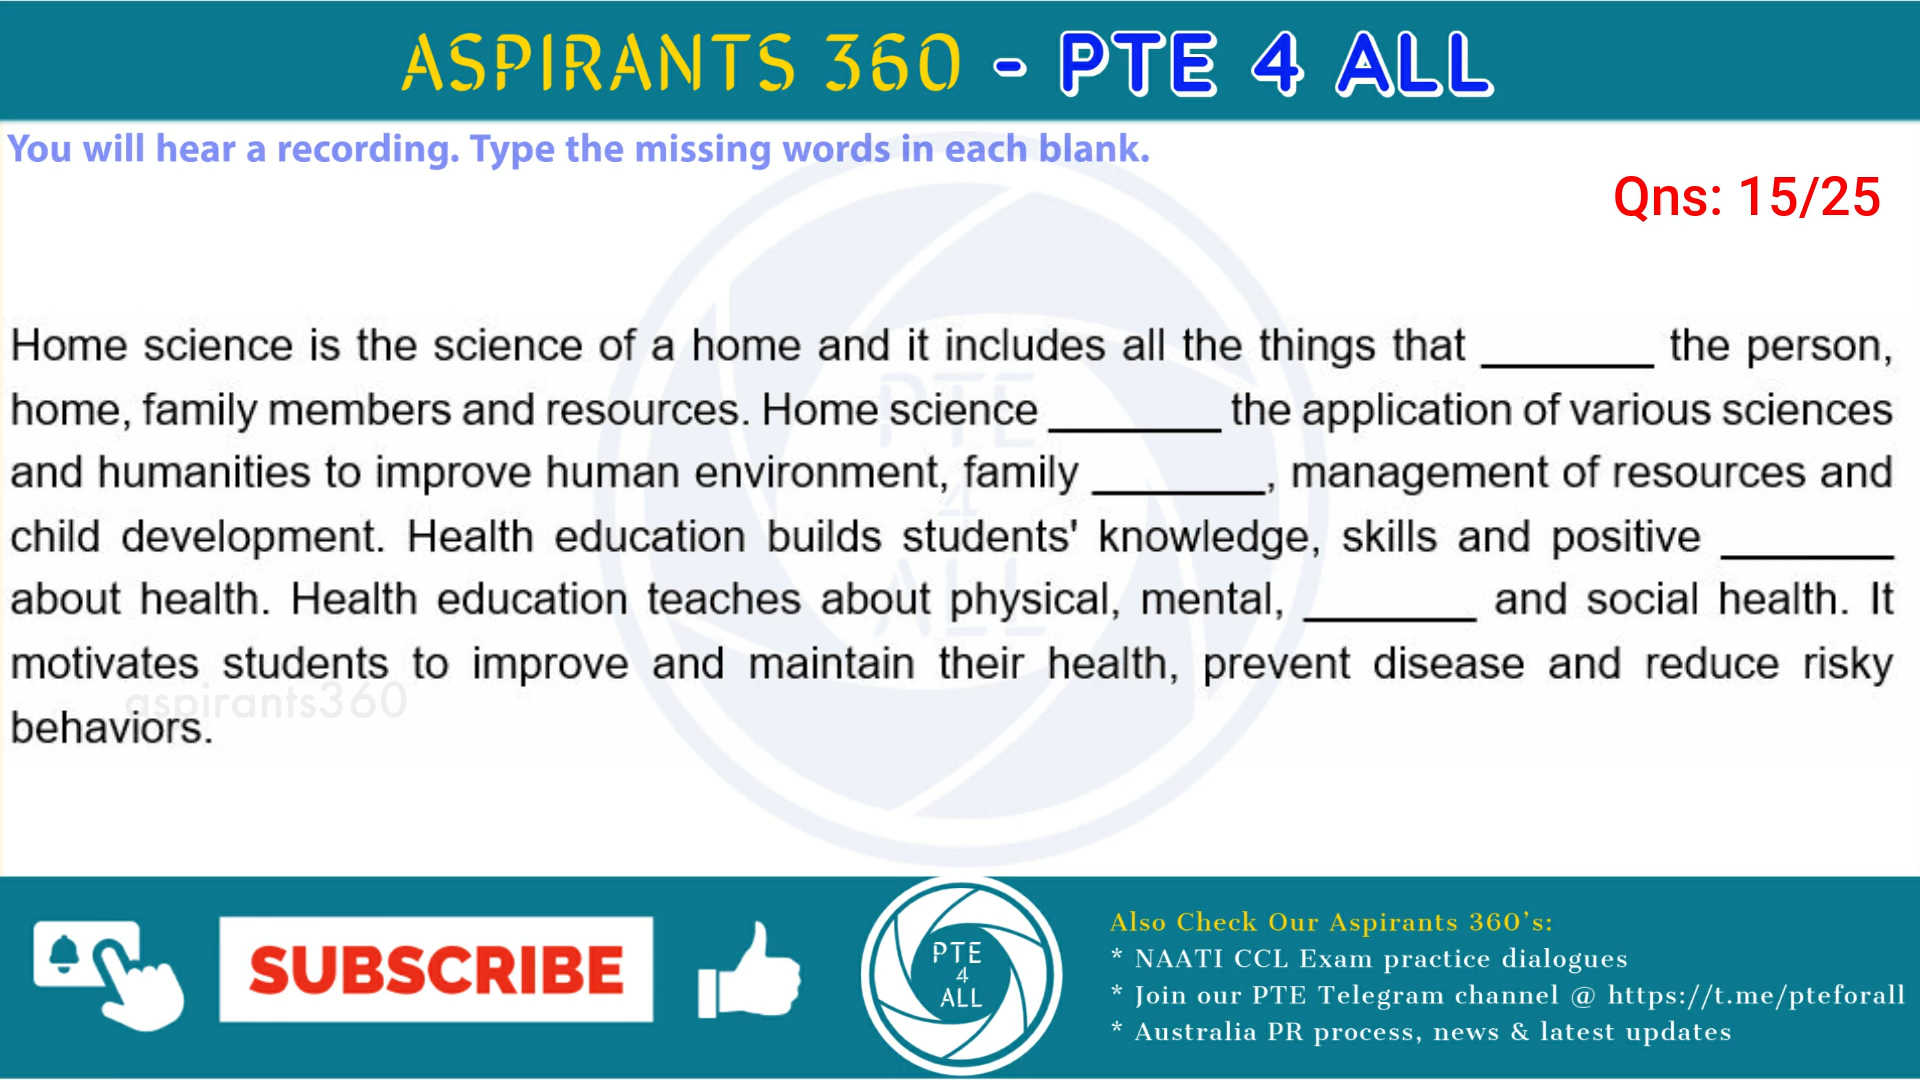 ASPIRANTS 360 - PTE 4 ALL
You will hear a recording. Type the missing words in each blank.
Qns: 15/25
Home science is the science of a home and it includes all the things that ________ the person,
home, family members and resources. Home science ________ the application of various sciences
and humanities to improve human environment, family ________, management of resources and
child development. Health education builds students' knowledge, skills and positive ________
about health. Health education teaches about physical, mental, ________ and social health. It
motivates students to improve and maintain their health, prevent disease and reduce risky
behaviors.
aspirants360
PTE
4
ALL
SUBSCRIBE
PTE
4
ALL
Also Check Our Aspirants 360's:
* NAATI CCL Exam practice dialogues
* Join our PTE Telegram channel @ https://t.me/pteforall
* Australia PR process, news & latest updates